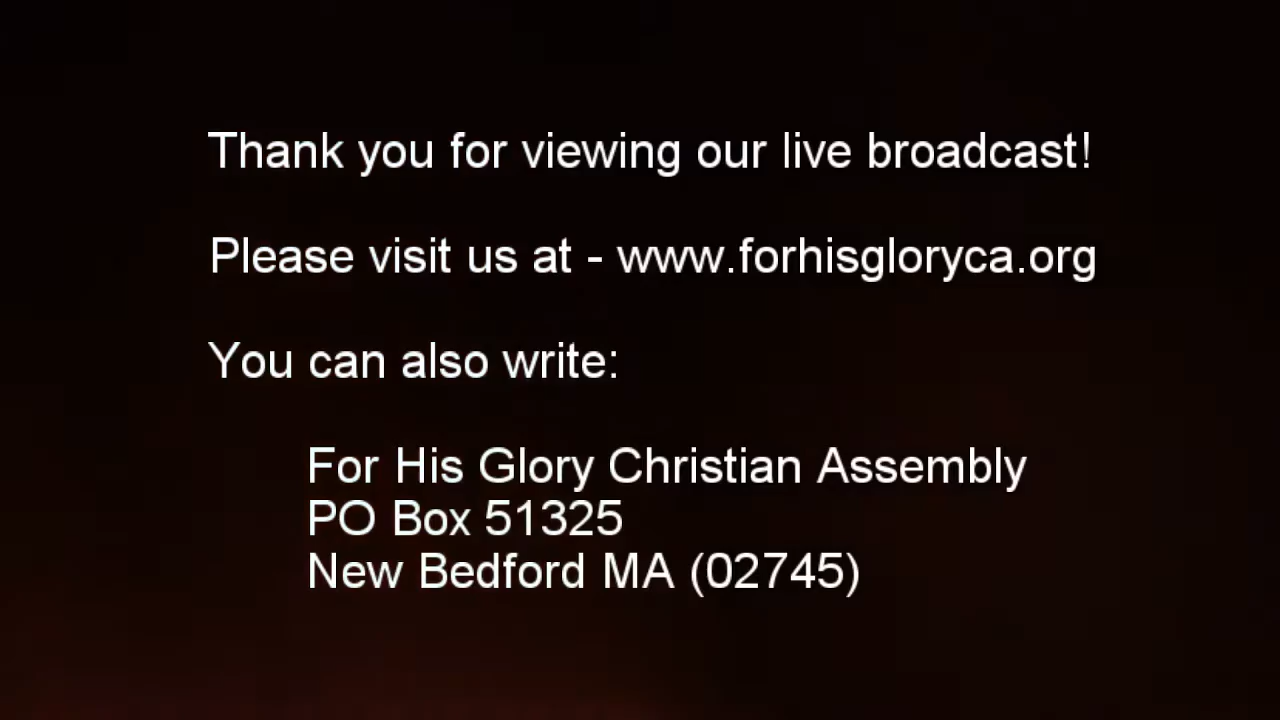 Thank you for viewing our live broadcast!
Please visit us at - www.forhisgloryca.org
You can also write:
For His Glory Christian Assembly
PO Box 51325
New Bedford MA (02745)